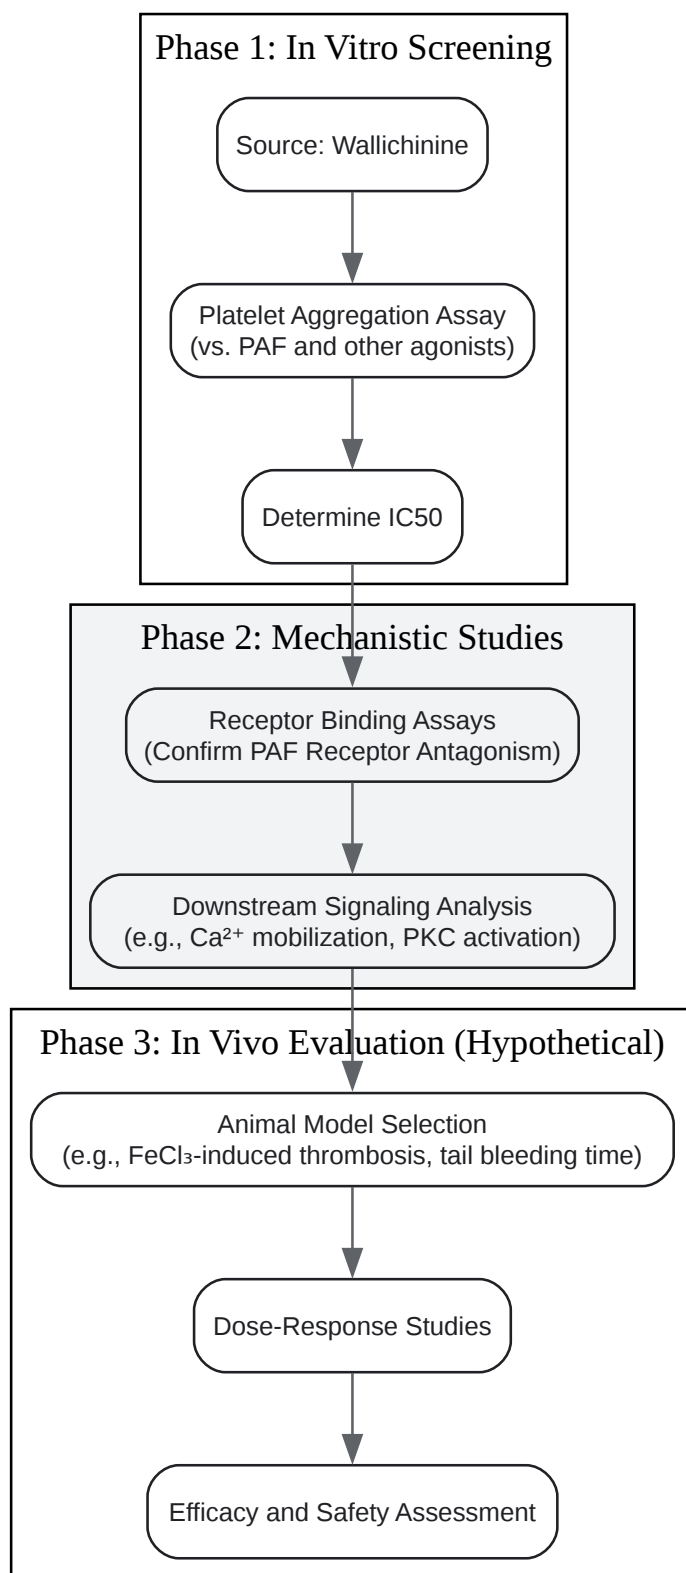 Phase 1: In Vitro Screening
Source: Wallichinine
Platelet Aggregation Assay
(vs. PAF and other agonists)
Determine IC50
Phase 2: Mechanistic Studies
Receptor Binding Assays
(Confirm PAF Receptor Antagonism)
Downstream Signaling Analysis
(e.g., Ca²⁺ mobilization, PKC activation)
Phase 3: In Vivo Evaluation (Hypothetical)
Animal Model Selection
(e.g., FeCl₃-induced thrombosis, tail bleeding time)
Dose-Response Studies
Efficacy and Safety Assessment